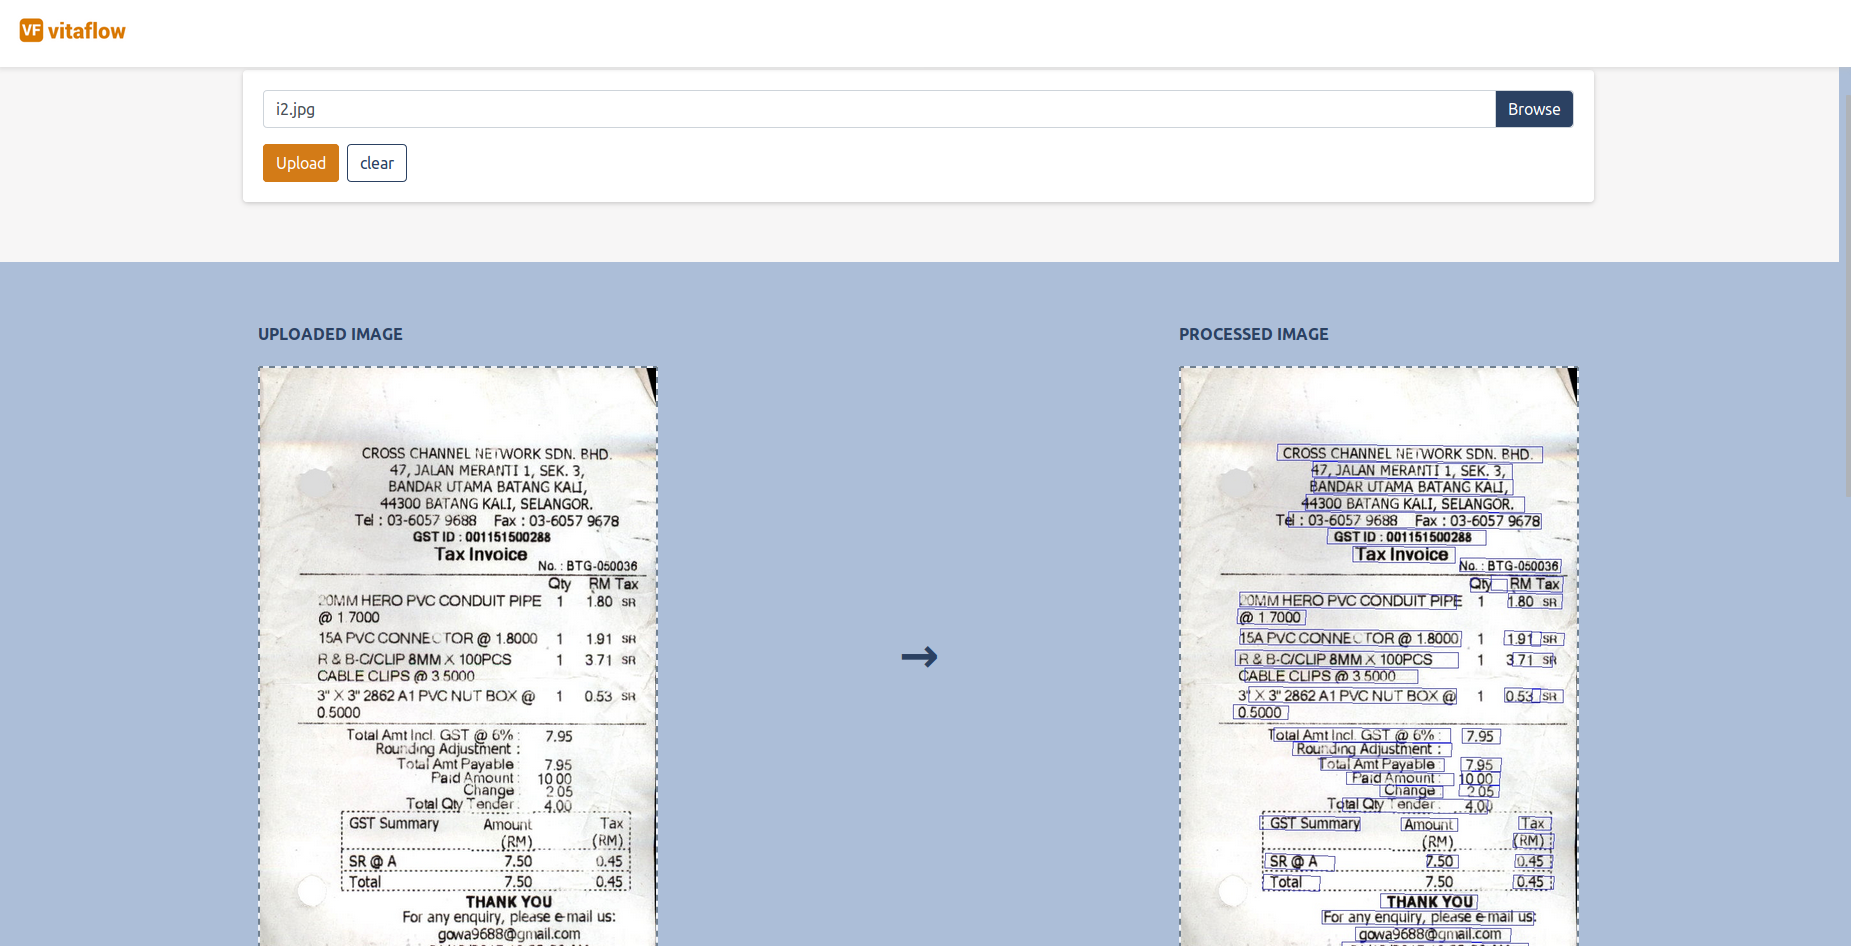 VF vitaflow
i2.jpg Browse
Upload clear
UPLOADED IMAGE
CROSS CHANNEL NETWORK SDN. BHD.
47, JALAN MERANTI 1, SEK. 3,
BANDAR UTAMA BATANG KALI,
44300 BATANG KALI, SELANGOR.
Tel : 03-6057 9688 Fax : 03-6057 9678
GST ID : 001151500288
Tax Invoice
No. : BTG-050036
Qty RM Tax
20MM HERO PVC CONDUIT PIPE 1 1.80 SR
@ 1.7000
15A PVC CONNECTOR @ 1.8000 1 1.91 SR
R & B-C/CLIP 8MM X 100PCS 1 3 71 SR
CABLE CLIPS @ 3 5000
3" X 3" 2862 A1 PVC NUT BOX @ 1 0.53 SR
0.5000
Total Amt Incl. GST @ 6% : 7.95
Rounding Adjustment :
Total Amt Payable : 7.95
Paid Amount : 10 00
Change : 2 05
Total Qty Tender : 4.00
GST Summary Amount Tax
(RM) (RM)
SR @ A 7.50 0.45
Total 7.50 0.45
THANK YOU
For any enquiry, please e-mail us:
gowa9688@gmail.com
→
PROCESSED IMAGE
CROSS CHANNEL NETWORK SDN. BHD.
47, JALAN MERANTI 1, SEK. 3,
BANDAR UTAMA BATANG KALI,
44300 BATANG KALI, SELANGOR.
Tel : 03-6057 9688 Fax : 03-6057 9678
GST ID : 001151500288
Tax Invoice
No. : BTG-050036
Qty RM Tax
20MM HERO PVC CONDUIT PIPE 1 1.80 SR
@ 1.7000
15A PVC CONNECTOR @ 1.8000 1 1.91 SR
R & B-C/CLIP 8MM X 100PCS 1 3 71 SR
CABLE CLIPS @ 3 5000
3" X 3" 2862 A1 PVC NUT BOX @ 1 0.53 SR
0.5000
Total Amt Incl. GST @ 6% : 7.95
Rounding Adjustment :
Total Amt Payable : 7.95
Paid Amount : 10 00
Change : 2 05
Total Qty Tender : 4.00
GST Summary Amount Tax
(RM) (RM)
SR @ A 7.50 0.45
Total 7.50 0.45
THANK YOU
For any enquiry, please e-mail us:
gowa9688@gmail.com